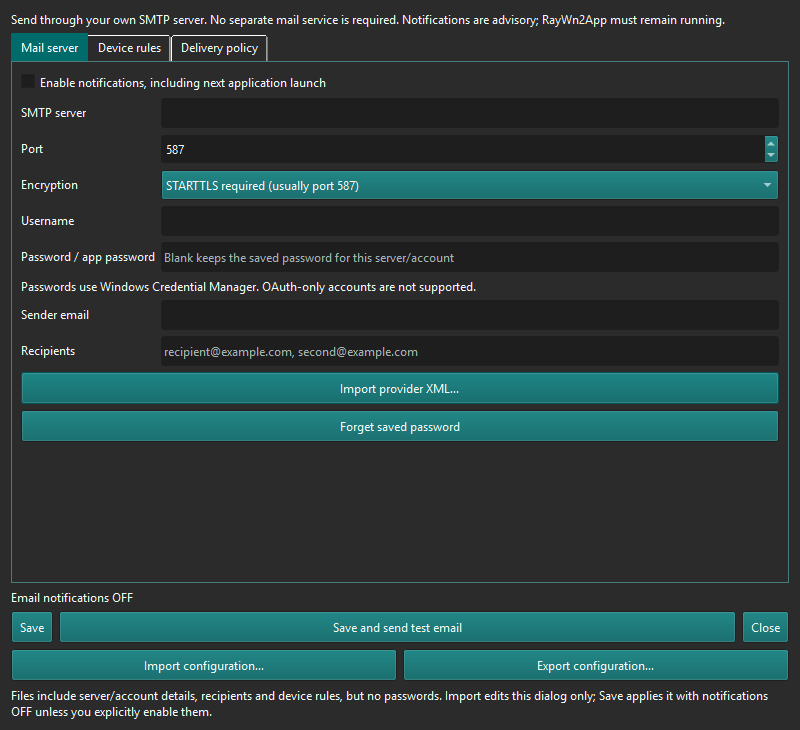 Send through your own SMTP server. No separate mail service is required. Notifications are advisory; RayWn2App must remain running.
Mail server
Device rules
Delivery policy
Enable notifications, including next application launch
SMTP server
Port
587
Encryption
STARTTLS required (usually port 587)
Username
Password / app password
Blank keeps the saved password for this server/account
Passwords use Windows Credential Manager. OAuth-only accounts are not supported.
Sender email
Recipients
recipient@example.com, second@example.com
Import provider XML...
Forget saved password
Email notifications OFF
Save
Save and send test email
Close
Import configuration...
Export configuration...
Files include server/account details, recipients and device rules, but no passwords. Import edits this dialog only; Save applies it with notifications
OFF unless you explicitly enable them.